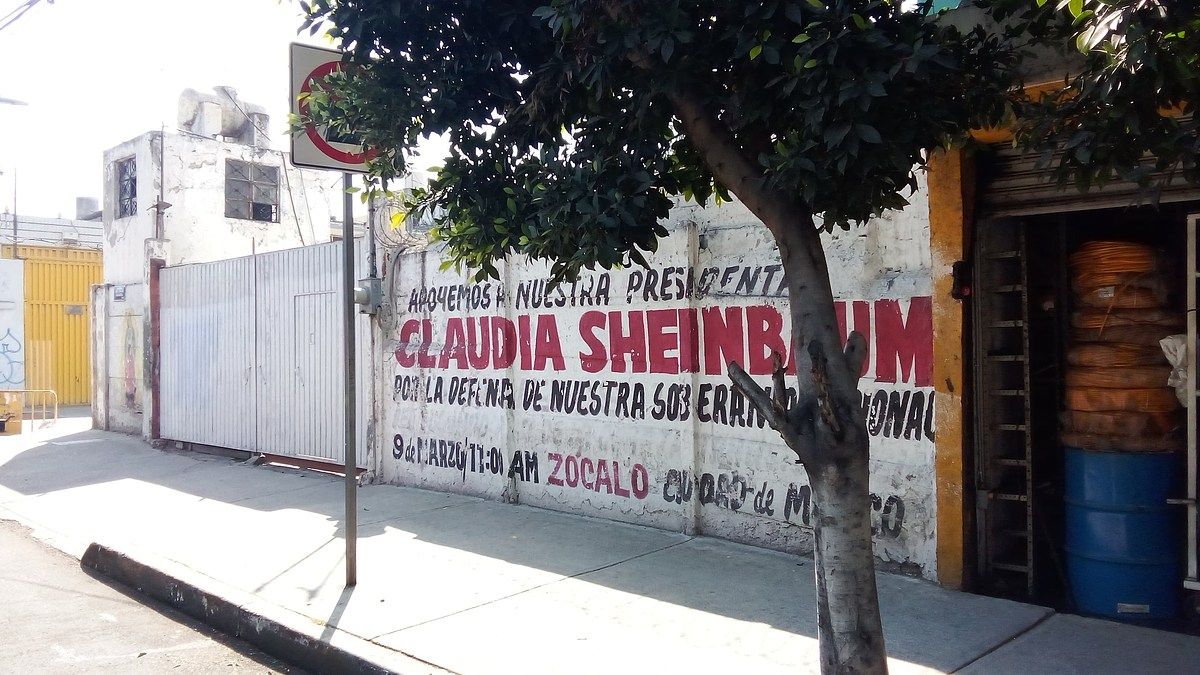 APOYEMOS A NUESTRA PRESIDENTA
CLAUDIA SHEINBAUM
POR LA DEFENSA DE NUESTRA SOBERANIA NACIONAL
9 de MARZO/11:00 AM ZOCALO CIUDAD de MEXICO